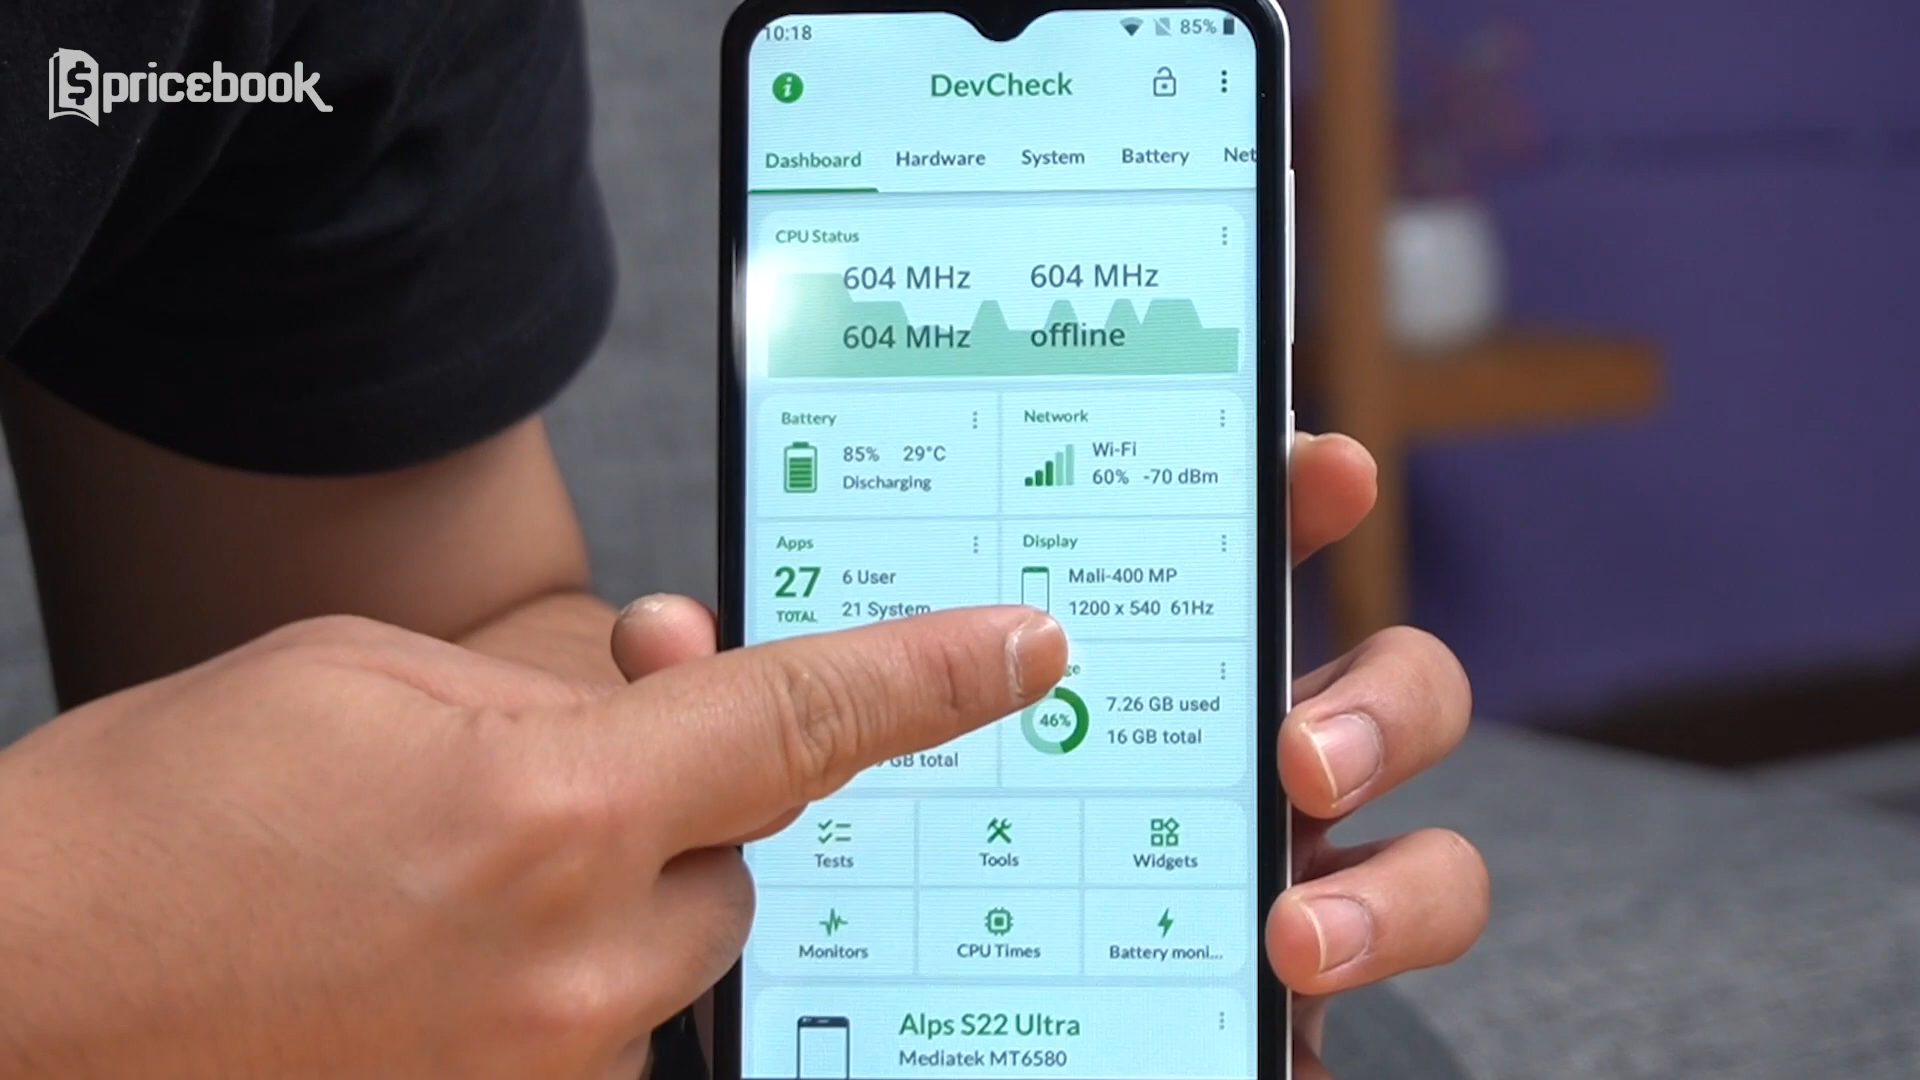 pricebook
10:18
85%
DevCheck
Dashboard Hardware System Battery Net
CPU Status
604 MHz 604 MHz
604 MHz offline
Battery
85% 29°C
Discharging
Network
Wi-Fi
60% -70 dBm
Apps
27
TOTAL
6 User
21 System
Display
Mali-400 MP
1200 x 540 61Hz
46%
7.26 GB used
16 GB total
GB total
Tests Tools Widgets
Monitors CPU Times Battery moni...
Alps S22 Ultra
Mediatek MT6580